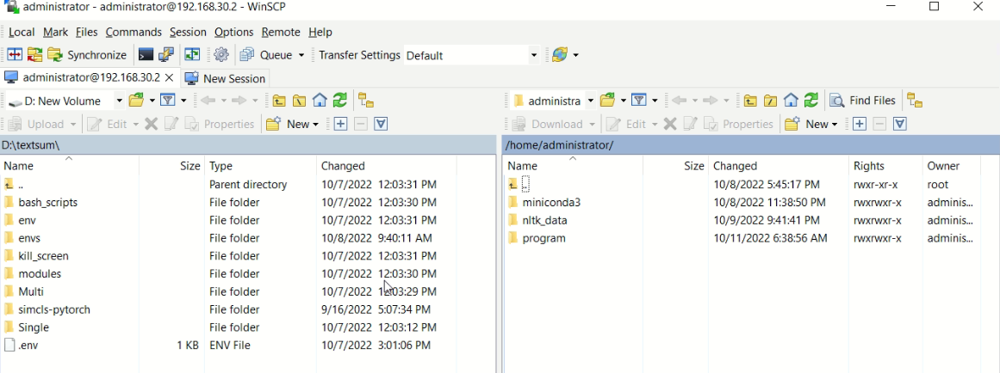 administrator - administrator@192.168.30.2 - WinSCP
Local Mark Files Commands Session Options Remote Help
Synchronize Queue Transfer Settings Default
administrator@192.168.30.2 New Session
D: New Volume administra Find Files
Upload Edit Properties New Download Edit Properties New
D:\textsum\ /home/administrator/
Name Size Type Changed Name Size Changed Rights Owner
.. Parent directory 10/7/2022 12:03:31 PM .. 10/8/2022 5:45:17 PM rwxr-xr-x root
bash_scripts File folder 10/7/2022 12:03:30 PM miniconda3 10/8/2022 11:38:50 PM rwxrwxr-x adminis...
env File folder 10/7/2022 12:03:31 PM nltk_data 10/9/2022 9:41:41 PM rwxrwxr-x adminis...
envs File folder 10/8/2022 9:40:11 AM program 10/11/2022 6:38:56 AM rwxrwxr-x adminis...
kill_screen File folder 10/7/2022 12:03:31 PM
modules File folder 10/7/2022 12:03:30 PM
Multi File folder 10/7/2022 PM
simcls-pytorch File folder 9/16/2022 5:07:34 PM
Single File folder 10/7/2022 12:03:12 PM
.env 1 KB ENV File 10/7/2022 3:01:06 PM